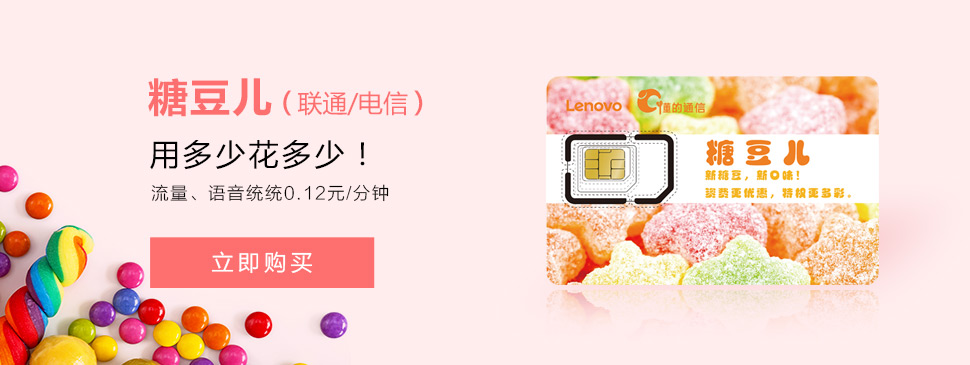 糖豆儿（联通/电信）
用多少花多少！
流量、语音统统0.12元/分钟
立即购买
Lenovo 懂的通信
糖豆儿
新糖豆，新口味！
资费更优惠，特权更多彩。